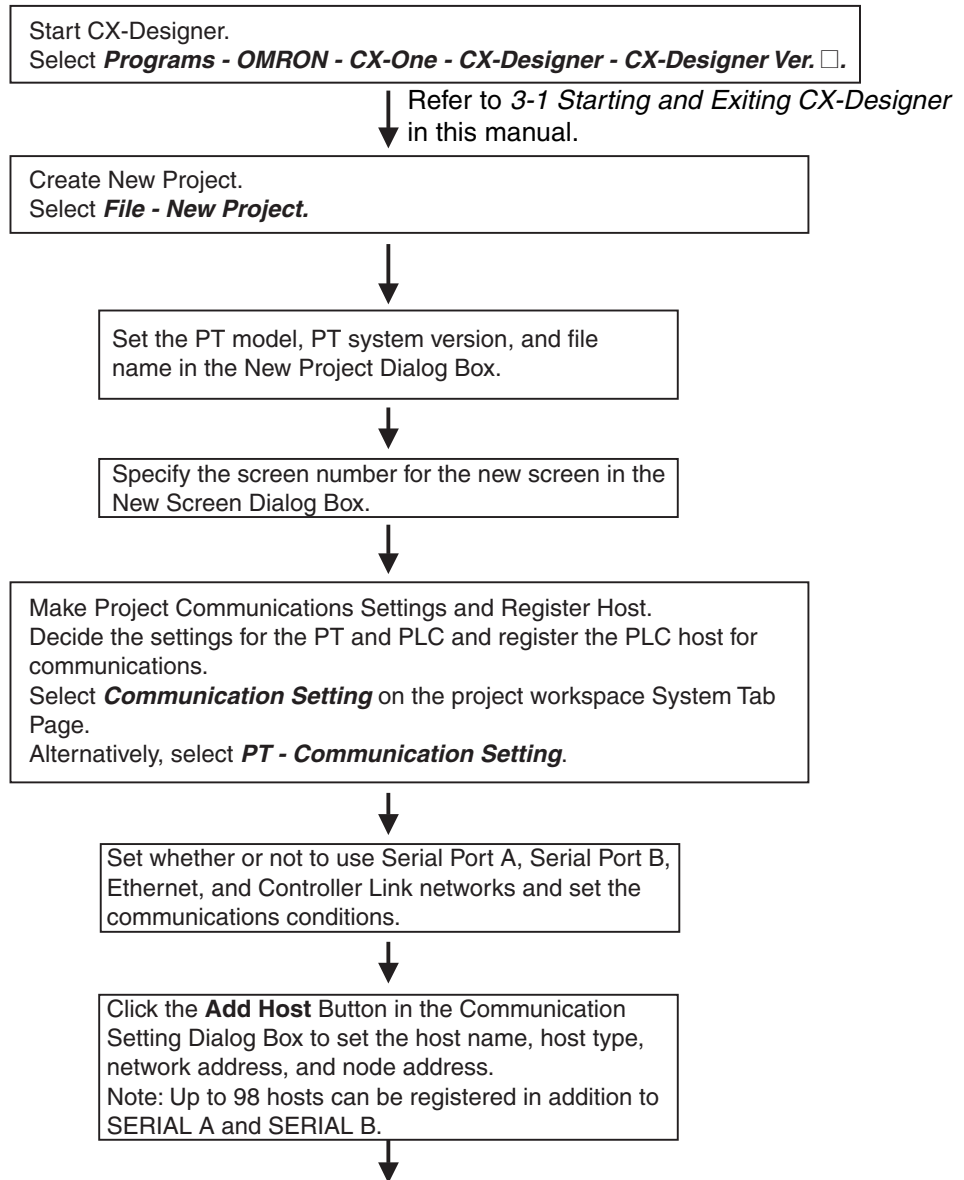 Start CX-Designer.
Select Programs - OMRON - CX-One - CX-Designer - CX-Designer Ver. □.
Refer to 3-1 Starting and Exiting CX-Designer
in this manual.
Create New Project.
Select File - New Project.
Set the PT model, PT system version, and file
name in the New Project Dialog Box.
Specify the screen number for the new screen in the
New Screen Dialog Box.
Make Project Communications Settings and Register Host.
Decide the settings for the PT and PLC and register the PLC host for
communications.
Select Communication Setting on the project workspace System Tab
Page.
Alternatively, select PT - Communication Setting.
Set whether or not to use Serial Port A, Serial Port B,
Ethernet, and Controller Link networks and set the
communications conditions.
Click the Add Host Button in the Communication
Setting Dialog Box to set the host name, host type,
network address, and node address.
Note: Up to 98 hosts can be registered in addition to
SERIAL A and SERIAL B.